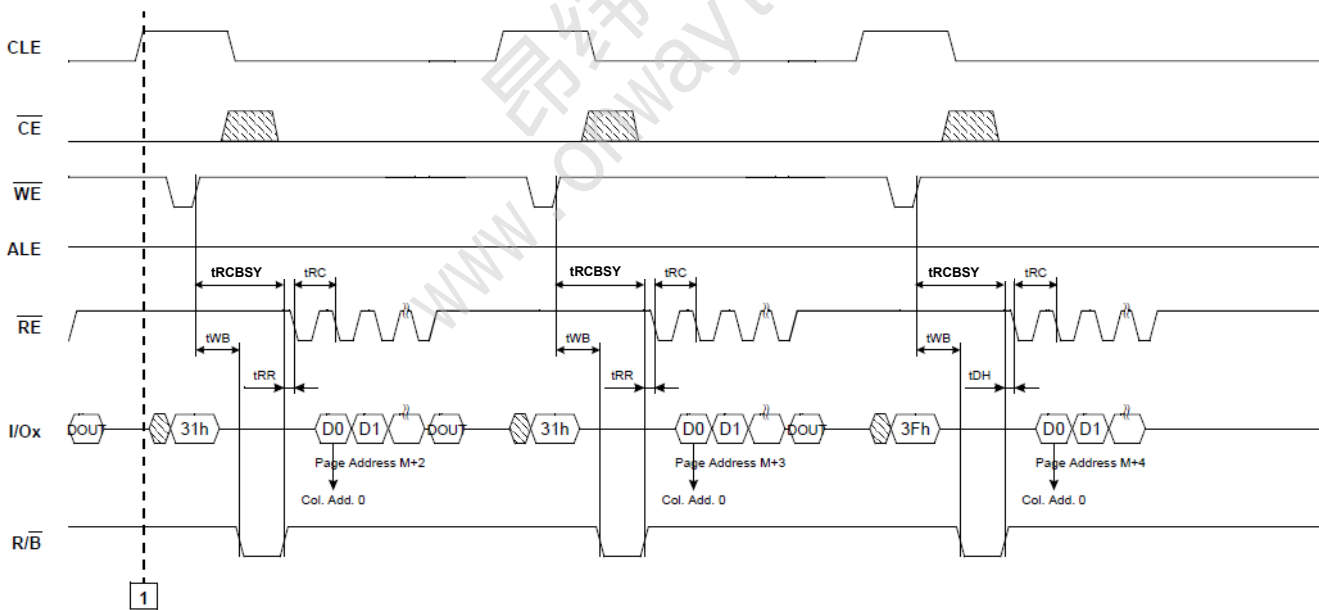 CLE
CE
WE
ALE
tRCBSY tRC tRCBSY tRC tRCBSY tRC
RE
tWB tWB tWB
tRR tRR tDH
I/Ox DOUT 31h D0 D1 DOUT 31h D0 D1 DOUT 3Fh D0 D1
Page Address M+2 Page Address M+3 Page Address M+4
Col. Add. 0 Col. Add. 0 Col. Add. 0
R/B
1
www.orwayt